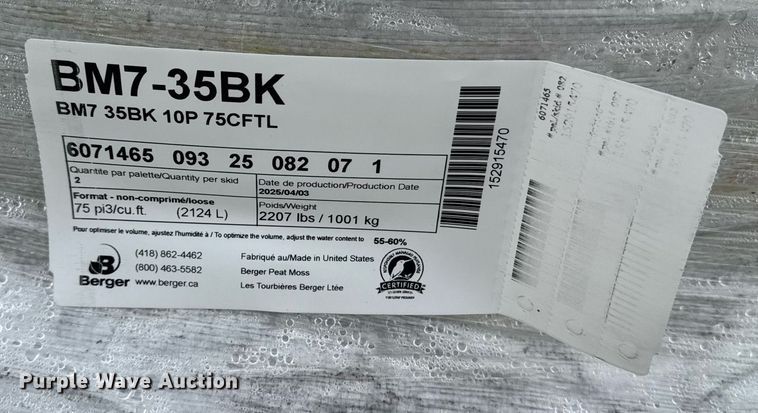 BM7-35BK
BM7 35BK 10P 75CFTL
6071465 093 25 082 07 1
Quantite par palette/Quantity per skid
2
Date de production/Production Date
2025/04/03
Format - non-comprimé/loose
75 pi3/cu.ft. (2124 L)
Poids/Weight
2207 lbs / 1001 kg
Pour optimiser le volume, ajustez l'humidité à / To optimize the volume, adjust the water content to 55-60%
B
Berger
(418) 862-4462
(800) 463-5582
www.berger.ca
Fabriqué au/Made in United States
Berger Peat Moss
Les Tourbières Berger Ltée
CERTIFIED
152915470
6071465
Purple Wave Auction